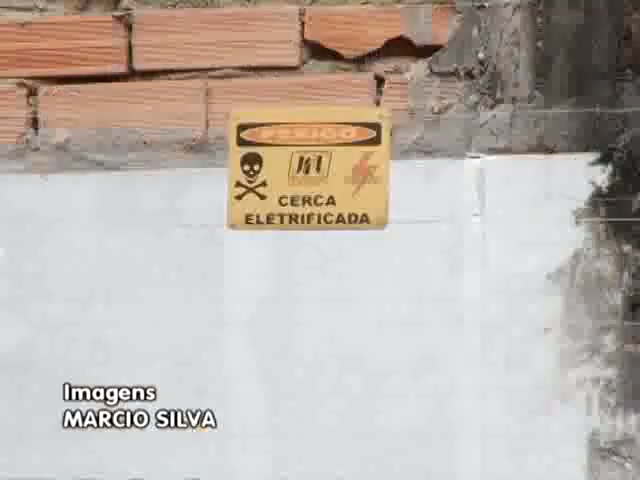 PERIGO
CERCA
ELETRIFICADA
Imagens
MARCIO SILVA